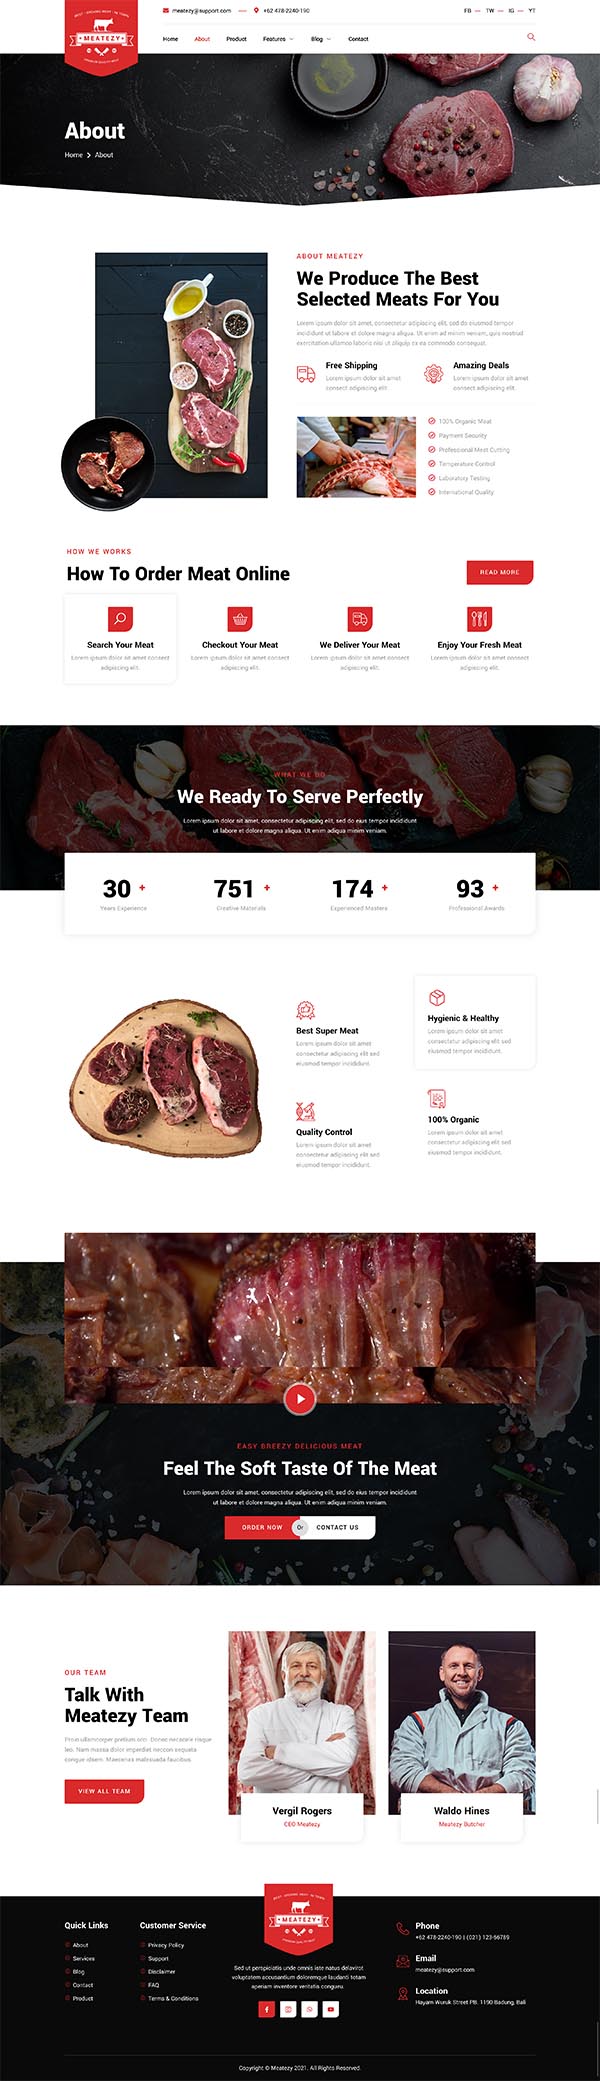 BEST · GRADING MEAT · IN TOWN
MEATEZY
PREMIUM QUALITY MEAT
meatezy@support.com — +62 478-2240-190
FB — TW — IG — YT
Home About Product Features Blog Contact
About
Home > About
ABOUT MEATEZY
We Produce The Best
Selected Meats For You
Lorem ipsum dolor sit amet, consectetur adipiscing elit, cod do eiusmod tempor
incididunt ut labore et dolore magna aliqua. Ut enim ad minim veniam, quis nostrud
exercitation ullamco laboris nisi ut aliquip ex ea commodo consequat.
Free Shipping
Lorem ipsum dolor sit amet
consect adipiscing elit.
Amazing Deals
Lorem ipsum dolor sit amet
consect adipiscing elit.
100% Organic Meat
Payment Security
Professional Meat Cutting
Temperature Control
Laboratory Testing
International Quality
HOW WE WORKS
How To Order Meat Online
READ MORE
Search Your Meat
Lorem ipsum dolor sit amet consect
adipiscing elit.
Checkout Your Meat
Lorem ipsum dolor sit amet consect
adipiscing elit.
We Deliver Your Meat
Lorem ipsum dolor sit amet consect
adipiscing elit.
Enjoy Your Fresh Meat
Lorem ipsum dolor sit amet consect
adipiscing elit.
WHAT WE DO
We Ready To Serve Perfectly
Lorem ipsum dolor sit amet, consectetur adipiscing elit, sed do eius tempor incididunt
ut labore et dolore magna aliqua. Ut enim adiqua minim veniam.
30 +
Years Experience
751 +
Creative Materials
174 +
Experienced Masters
93 +
Professional Awards
Best Super Meat
Lorem ipsum dolor sit amet
consectetur adipiscing elit sed
eiusmod tempor incididunt.
Hygienic & Healthy
Lorem ipsum dolor sit amet
consectetur adipiscing elit sed
eiusmod tempor incididunt.
Quality Control
Lorem ipsum dolor sit amet
consectetur adipiscing elit sed
eiusmod tempor incididunt.
100% Organic
Lorem ipsum dolor sit amet
consectetur adipiscing elit sed
eiusmod tempor incididunt.
EASY BREEZY DELICIOUS MEAT
Feel The Soft Taste Of The Meat
Lorem ipsum dolor sit amet, consectetur adipiscing elit, sed do eius tempor incididunt
ut labore et dolore magna aliqua. Ut enim adiqua minim veniam.
ORDER NOW Or CONTACT US
OUR TEAM
Talk With
Meatezy Team
Proin ullamcorper pretium orci. Donec necarcie risque
leo. Nam massa dolor imperdiet neccon sequata
congue idsem. Maecenas malesuada faucibus.
VIEW ALL TEAM
Vergil Rogers
CEO Meatezy
Waldo Hines
Meatezy Butcher
Quick Links
About
Services
Blog
Contact
Product
Customer Service
Privacy Policy
Support
Disclaimer
FAQ
Terms & Conditions
MEATEZY
PREMIUM QUALITY MEAT
Sed ut perspiciatis unde omnis iste natus delavirot
voluptatem accusantium doloremque laudanti totam
aperiam inventore veritatis conguru.
Phone
+62 478-2240-190 | (021) 123-56789
Email
meatezy@support.com
Location
Hayam Wuruk Street PB. 1190 Badung, Bali
Copyright © Meatezy 2021. All Rights Reserved.